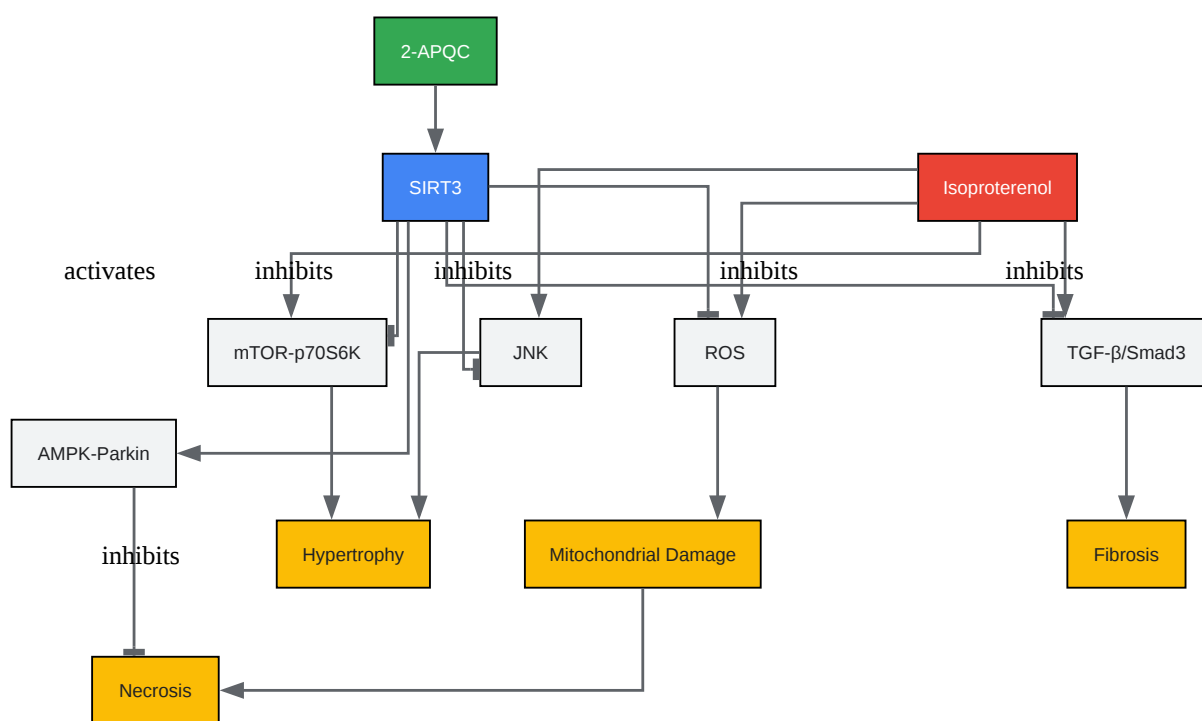 2-APQC
SIRT3
Isoproterenol
activates
inhibits
inhibits
inhibits
inhibits
mTOR-p70S6K
JNK
ROS
TGF-β/Smad3
AMPK-Parkin
inhibits
Hypertrophy
Mitochondrial Damage
Fibrosis
Necrosis